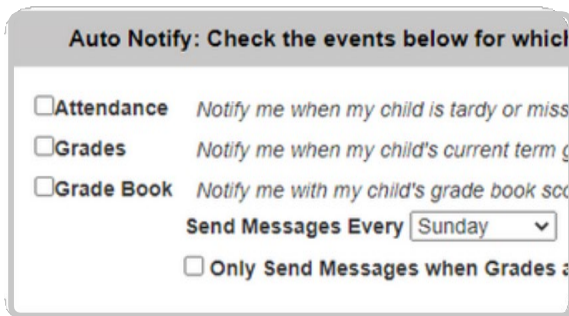 Auto Notify: Check the events below for which
Attendance Notify me when my child is tardy or miss
Grades Notify me when my child's current term g
Grade Book Notify me with my child's grade book sco
Send Messages Every Sunday
Only Send Messages when Grades a